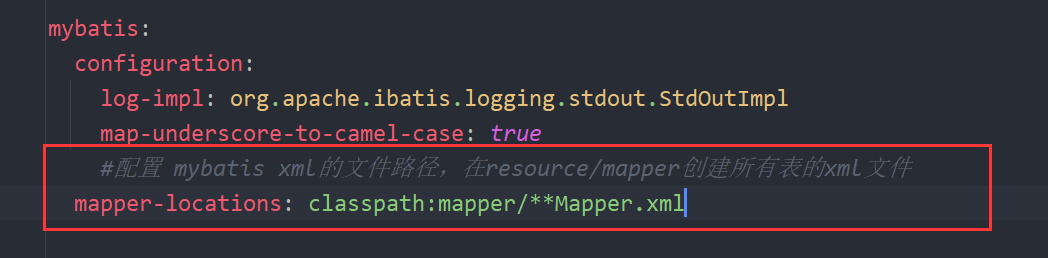 mybatis:
configuration:
log-impl: org.apache.ibatis.logging.stdout.StdOutImpl
map-underscore-to-camel-case: true
#配置 mybatis xml的文件路径，在resource/mapper创建所有表的xml文件
mapper-locations: classpath:mapper/**Mapper.xml